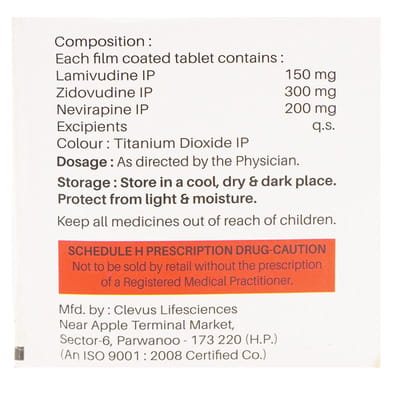 Composition :
Each film coated tablet contains :
Lamivudine IP 150 mg
Zidovudine IP 300 mg
Nevirapine IP 200 mg
Excipients q.s.
Colour : Titanium Dioxide IP
Dosage : As directed by the Physician.
Storage : Store in a cool, dry & dark place.
Protect from light & moisture.
Keep all medicines out of reach of children.
SCHEDULE H PRESCRIPTION DRUG-CAUTION
Not to be sold by retail without the prescription
of a Registered Medical Practitioner.
Mfd. by : Clevus Lifesciences
Near Apple Terminal Market,
Sector-6, Parwanoo - 173 220 (H.P.)
(An ISO 9001 : 2008 Certified Co.)